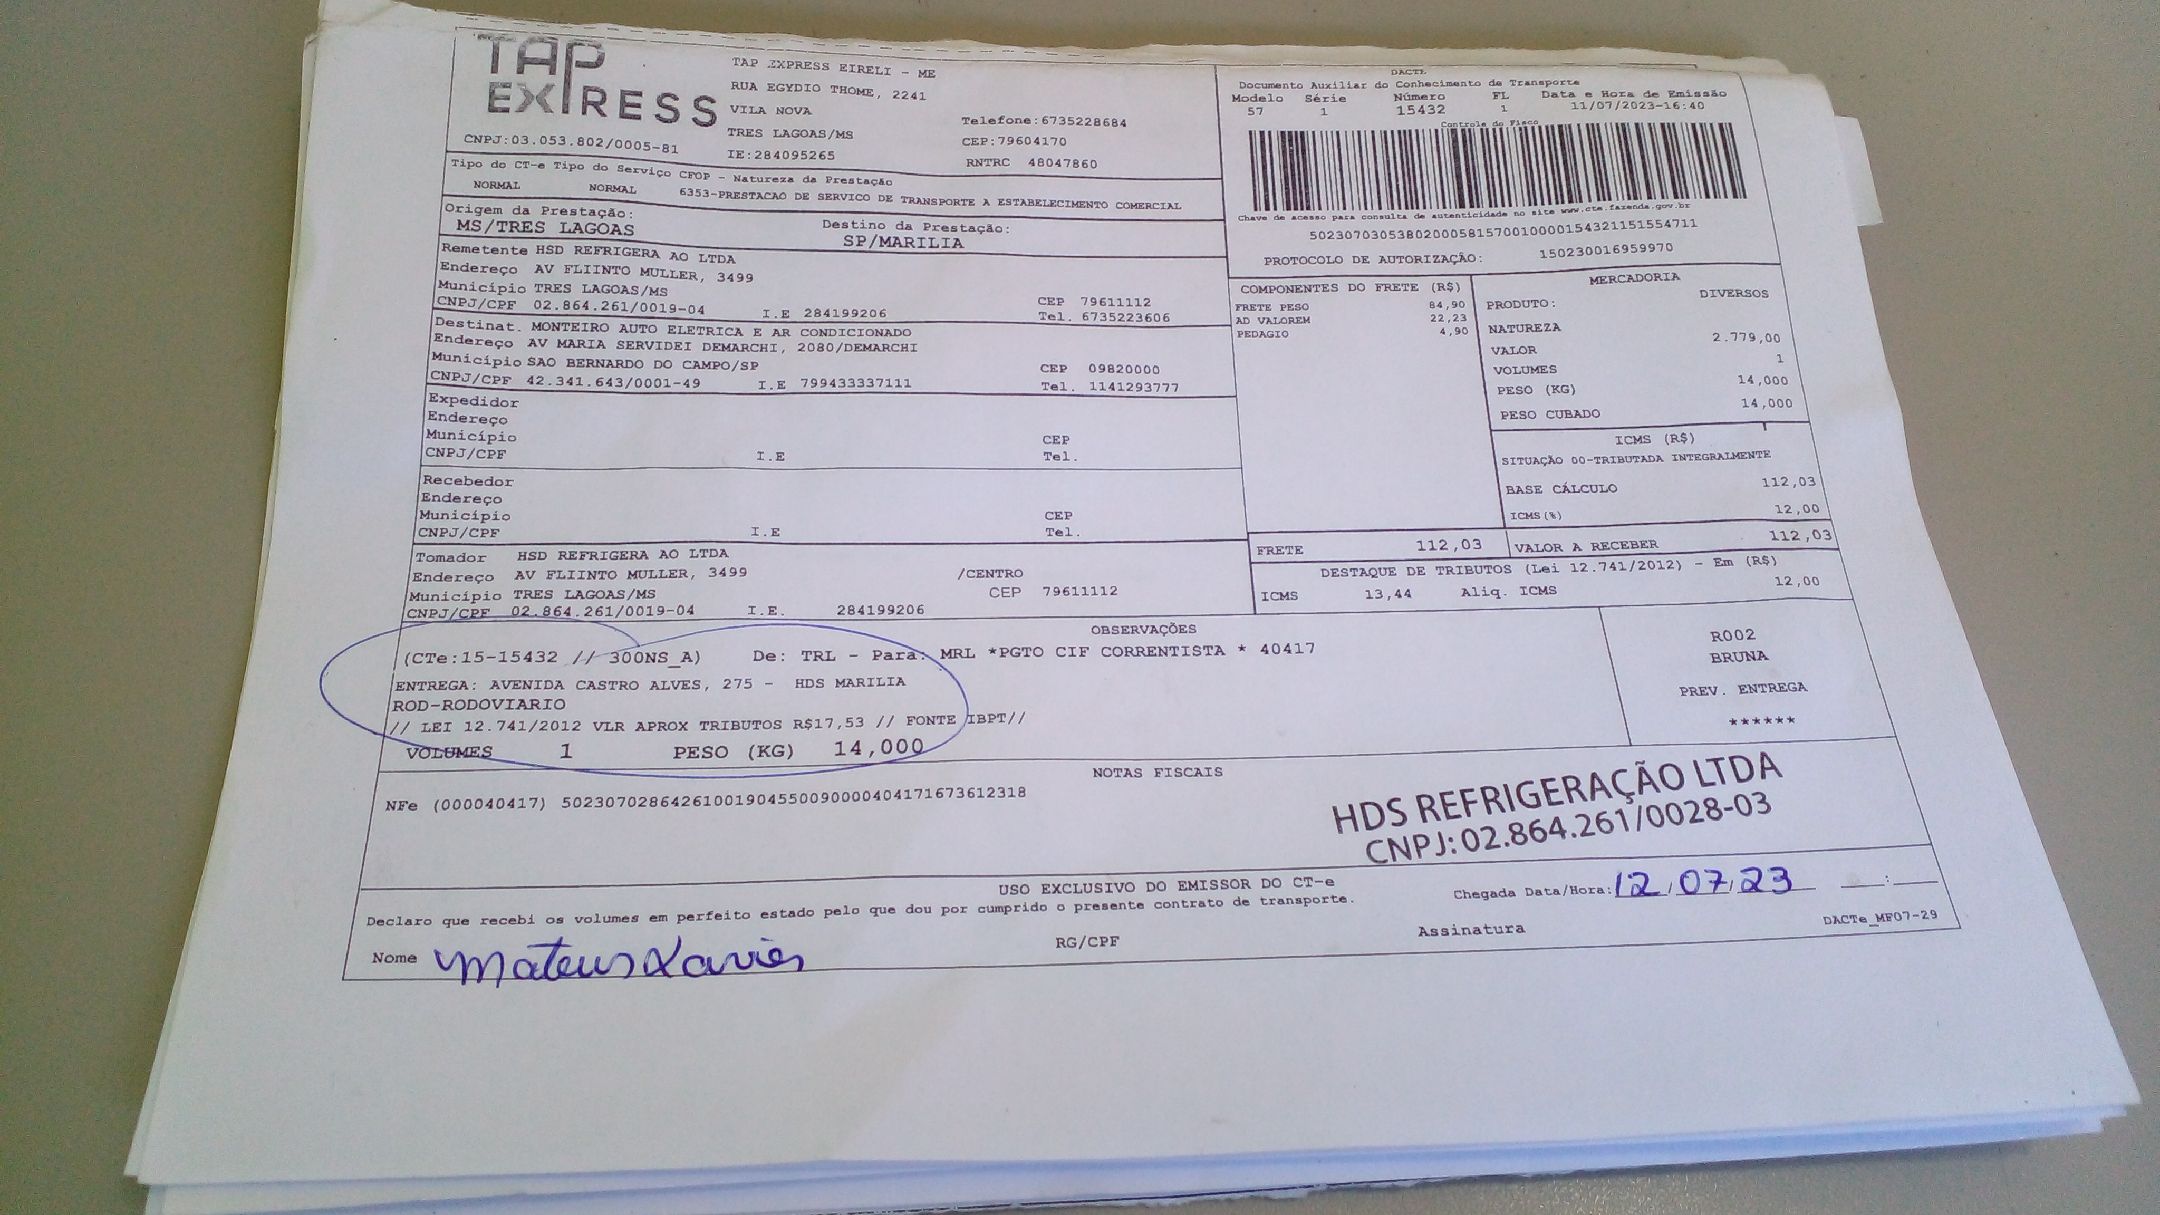 TAP
EXPRESS
CNPJ:03.053.802/0005-81
TAP EXPRESS EIRELI - ME
RUA EGYDIO THOME, 2241
VILA NOVA
TRES LAGOAS/MS
IE:284095265
Telefone:6735228684
CEP:79604170
RNTRC 48047860
DACTE
Documento Auxiliar do Conhecimento de Transporte
Modelo Série Número FL Data e Hora de Emissão
57 1 15432 1 11/07/2023-16:40
Controle do Fisco
Chave de acesso para consulta de autenticidade no site www.cte.fazenda.gov.br
50230703053802000581570010000154321151554711
PROTOCOLO DE AUTORIZAÇÃO: 150230016959970
Tipo do CT-e Tipo do Serviço CFOP - Natureza da Prestação
NORMAL NORMAL 6353-PRESTACAO DE SERVICO DE TRANSPORTE A ESTABELECIMENTO COMERCIAL
Origem da Prestação: Destino da Prestação:
MS/TRES LAGOAS SP/MARILIA
Remetente HSD REFRIGERA AO LTDA
Endereço AV FLIINTO MULLER, 3499
Município TRES LAGOAS/MS CEP 79611112
CNPJ/CPF 02.864.261/0019-04 I.E 284199206 Tel. 6735223606
Destinat. MONTEIRO AUTO ELETRICA E AR CONDICIONADO
Endereço AV MARIA SERVIDEI DEMARCHI, 2080/DEMARCHI
Município SAO BERNARDO DO CAMPO/SP CEP 09820000
CNPJ/CPF 42.341.643/0001-49 I.E 799433337111 Tel. 1141293777
Expedidor
Endereço
Município CEP
CNPJ/CPF I.E Tel.
Recebedor
Endereço
Município CEP
CNPJ/CPF I.E Tel.
Tomador HSD REFRIGERA AO LTDA
Endereço AV FLIINTO MULLER, 3499 /CENTRO
Município TRES LAGOAS/MS CEP 79611112
CNPJ/CPF 02.864.261/0019-04 I.E. 284199206
COMPONENTES DO FRETE (R$)
FRETE PESO 84,90
AD VALOREM 22,23
PEDAGIO 4,90
MERCADORIA
PRODUTO: DIVERSOS
NATUREZA
VALOR 2.779,00
VOLUMES 1
PESO (KG) 14,000
PESO CUBADO 14,000
ICMS (R$)
SITUAÇÃO 00-TRIBUTADA INTEGRALMENTE
BASE CÁLCULO 112,03
ICMS(%) 12,00
FRETE 112,03 VALOR A RECEBER 112,03
DESTAQUE DE TRIBUTOS (Lei 12.741/2012) - Em (R$)
ICMS 13,44 Aliq. ICMS 12,00
OBSERVAÇÕES
(CTe:15-15432 // 300NS_A) De: TRL - Para: MRL *PGTO CIF CORRENTISTA * 40417
ENTREGA: AVENIDA CASTRO ALVES, 275 - HDS MARILIA
ROD-RODOVIARIO
// LEI 12.741/2012 VLR APROX TRIBUTOS R$17,53 // FONTE IBPT//
VOLUMES 1 PESO (KG) 14,000
R002
BRUNA
PREV. ENTREGA
******
NOTAS FISCAIS
NFe (000040417) 50230702864261001904550090000404171673612318
HDS REFRIGERAÇÃO LTDA
CNPJ:02.864.261/0028-03
USO EXCLUSIVO DO EMISSOR DO CT-e
Declaro que recebi os volumes em perfeito estado pelo que dou por cumprido o presente contrato de transporte.
Chegada Data/Hora: 12/07/23 __:__
Nome Mateus Xavier RG/CPF Assinatura
DACTe_MF07-29